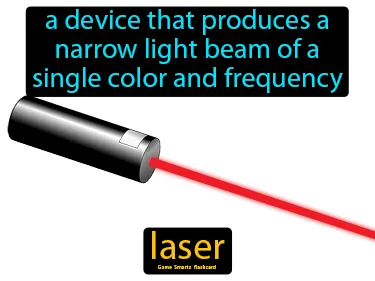 a device that produces a
narrow light beam of a
single color and frequency
laser
Game Smartz flashcard